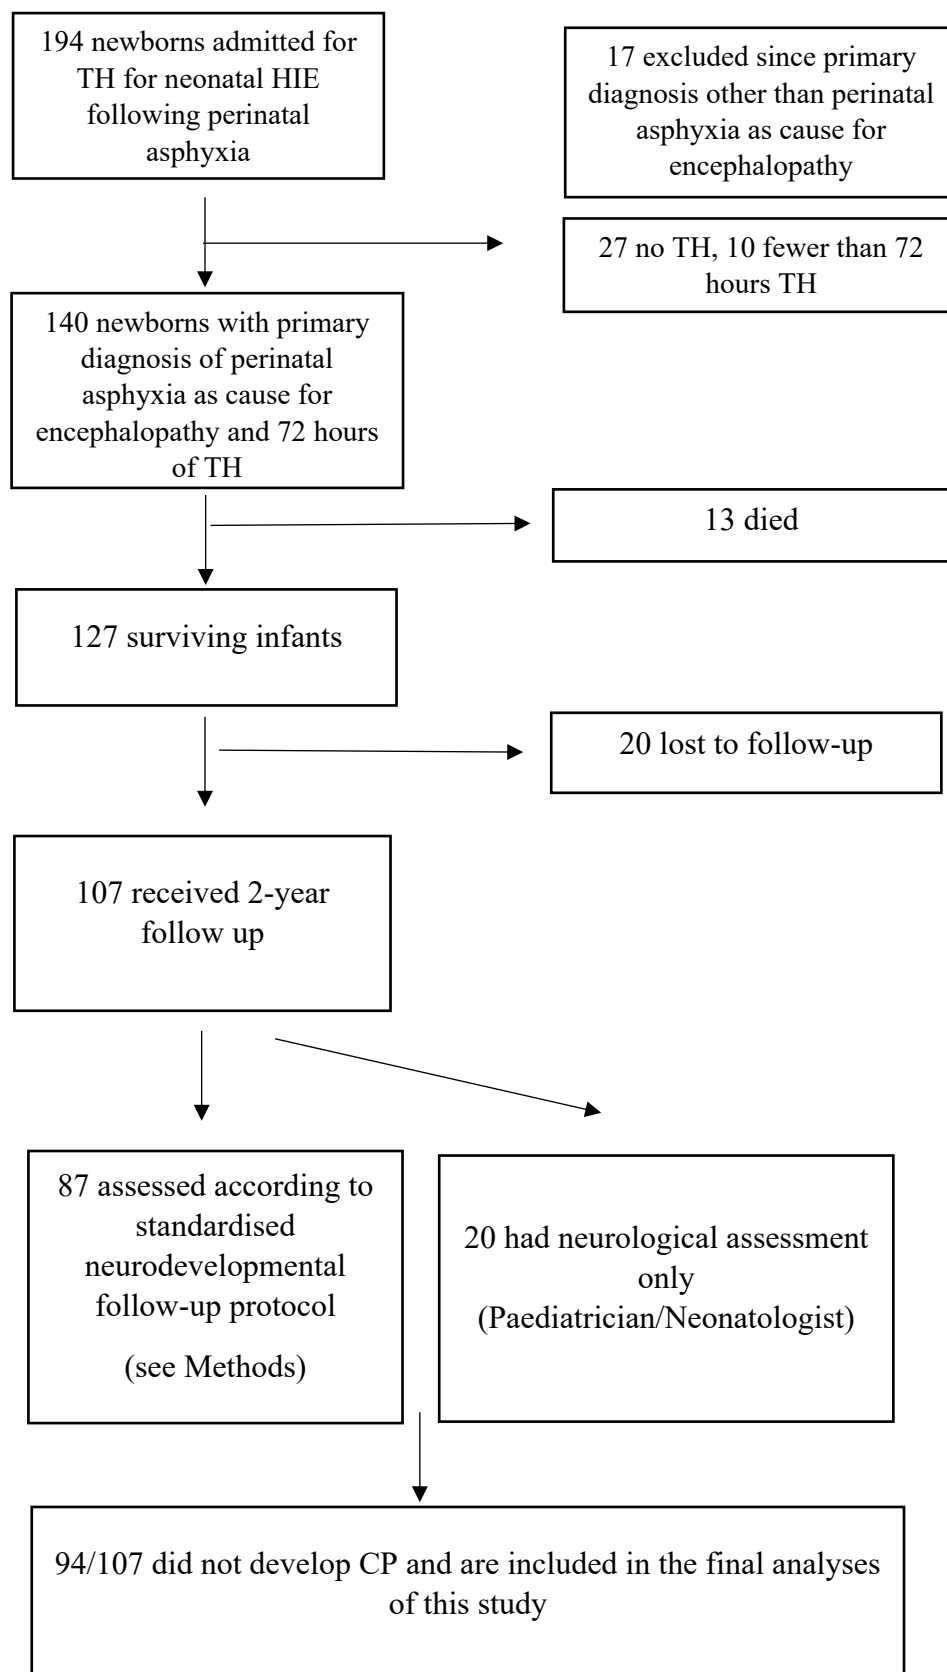 194 newborns admitted for
TH for neonatal HIE
following perinatal
asphyxia
17 excluded since primary
diagnosis other than perinatal
asphyxia as cause for
encephalopathy
27 no TH, 10 fewer than 72
hours TH
140 newborns with primary
diagnosis of perinatal
asphyxia as cause for
encephalopathy and 72 hours
of TH
13 died
127 surviving infants
20 lost to follow-up
107 received 2-year
follow up
87 assessed according to
standardised
neurodevelopmental
follow-up protocol
(see Methods)
20 had neurological assessment
only
(Paediatrician/Neonatologist)
94/107 did not develop CP and are included in the final analyses
of this study